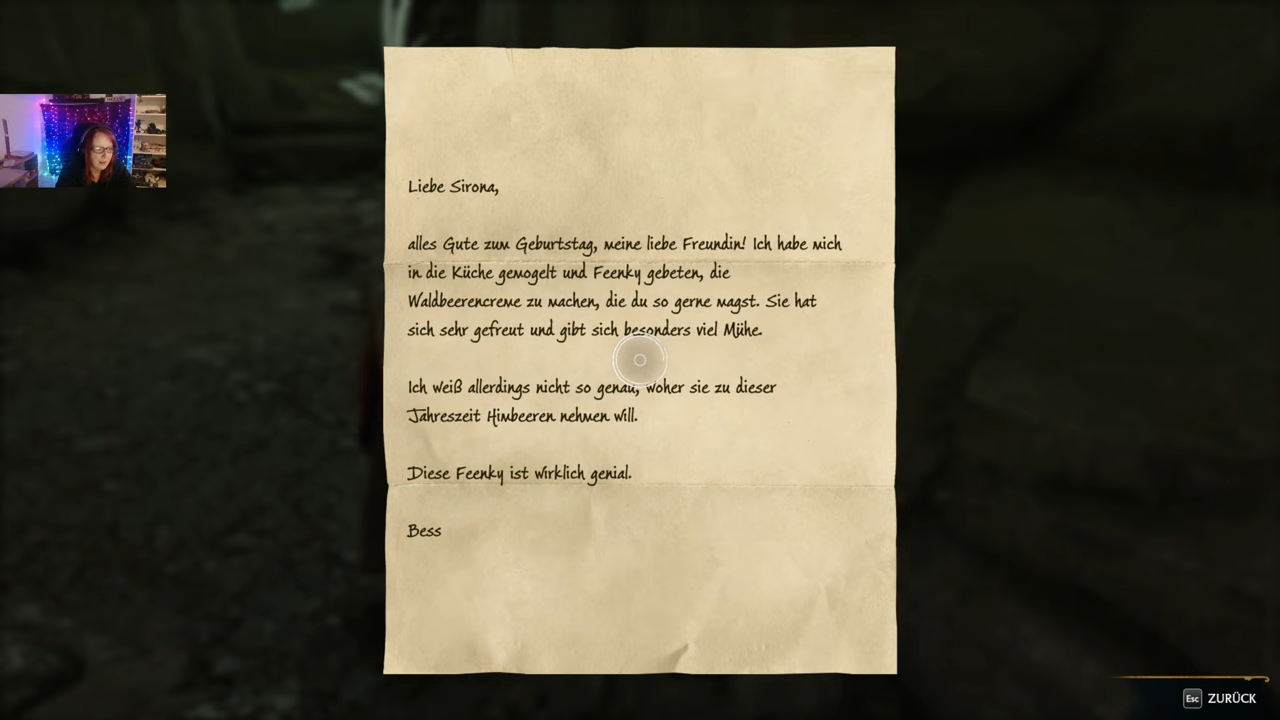 Liebe Sirona,
alles Gute zum Geburtstag, meine liebe Freundin! Ich habe mich
in die Küche gemogelt und Feenky gebeten, die
Waldbeerencreme zu machen, die du so gerne magst. Sie hat
sich sehr gefreut und gibt sich besonders viel Mühe.
Ich weiß allerdings nicht so genau, woher sie zu dieser
Jahreszeit Himbeeren nehmen will.
Diese Feenky ist wirklich genial.
Bess
Esc ZURÜCK